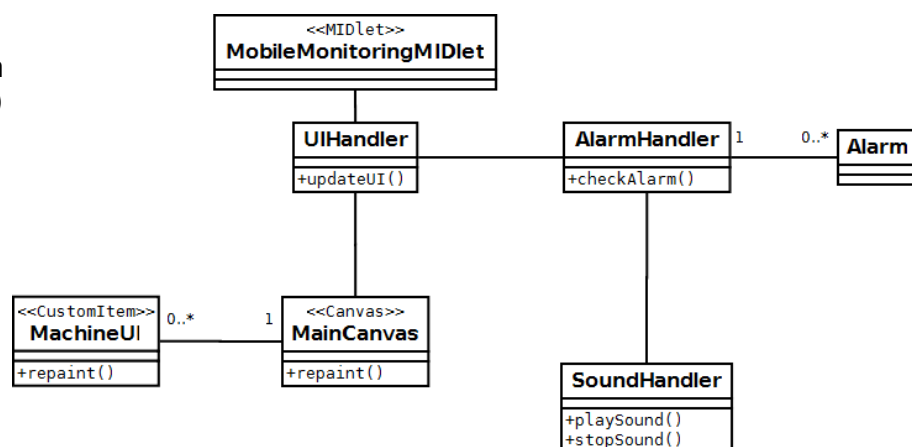 <<MIDlet>>
MobileMonitoringMIDlet
UIHandler
+updateUI()
AlarmHandler
+checkAlarm()
1
0..*
Alarm
<<CustomItem>>
MachineUI
+repaint()
0..*
1
<<Canvas>>
MainCanvas
+repaint()
SoundHandler
+playSound()
+stopSound()